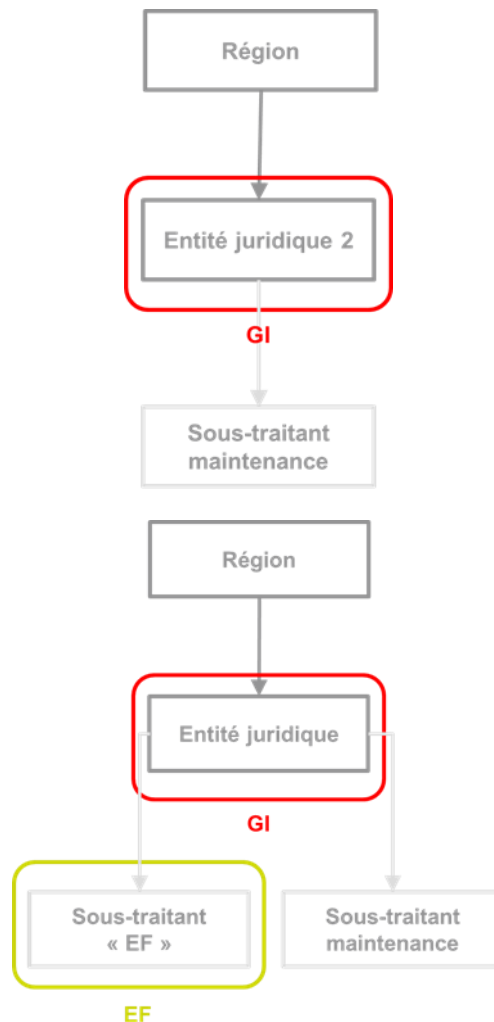 Région
Entité juridique 2
GI
Sous-traitant
maintenance
Région
Entité juridique
GI
Sous-traitant
« EF »
Sous-traitant
maintenance
EF